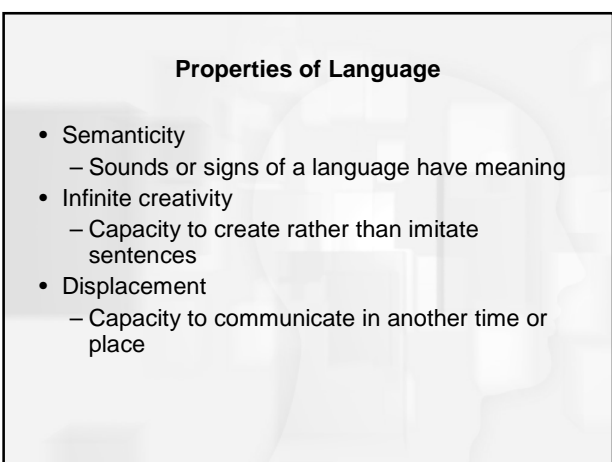 Properties of Language
• Semanticity
– Sounds or signs of a language have meaning
• Infinite creativity
– Capacity to create rather than imitate
sentences
• Displacement
– Capacity to communicate in another time or
place